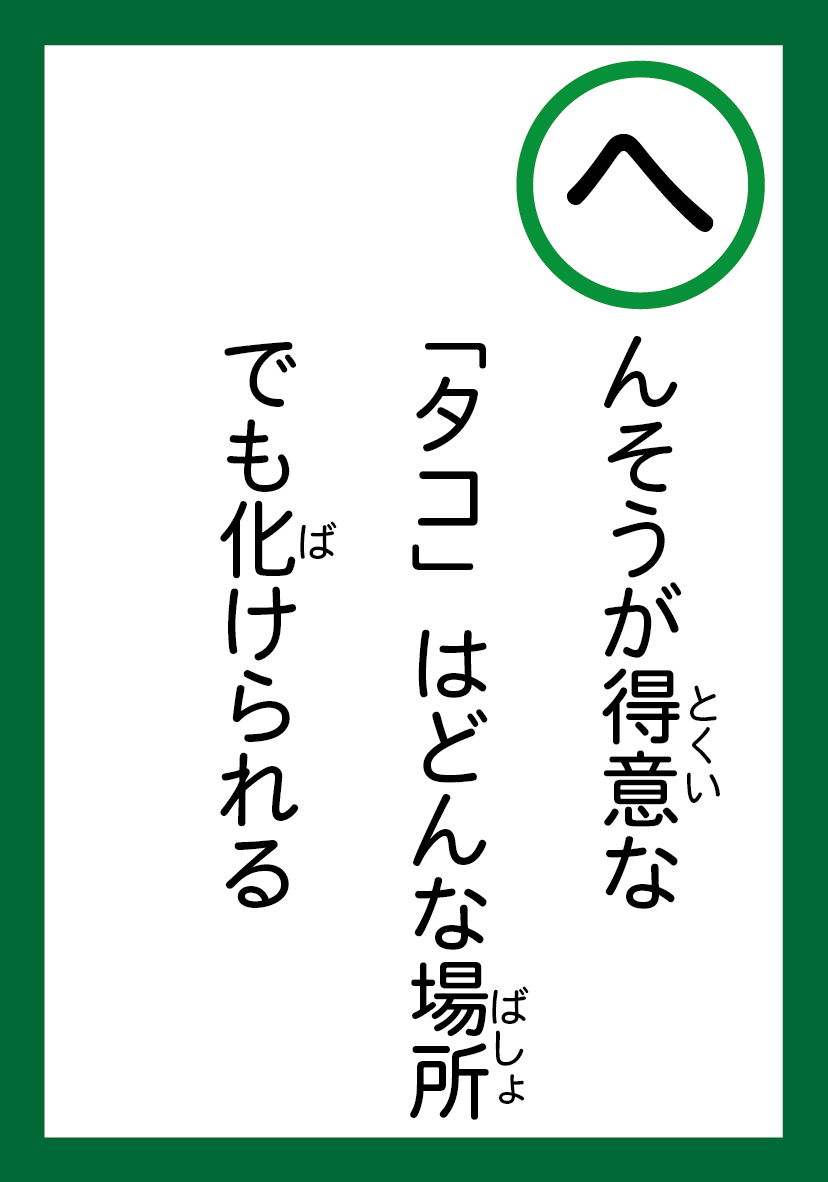 へんそうが得意な
「タコ」はどんな場所
でも化けられる
とくい
ばしょ
ば